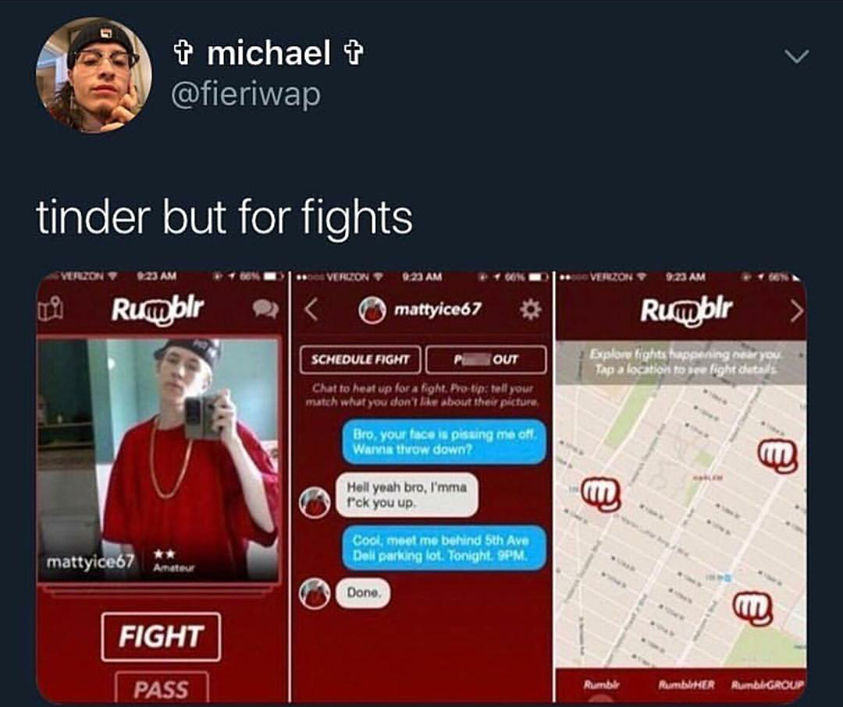 ✞ michael ✞
@fieriwap
tinder but for fights
VERIZON 9:23 AM 66%
Rumblr
mattyice67 ★★ Amateur
FIGHT
PASS
VERIZON 9:23 AM 66%
mattyice67
SCHEDULE FIGHT
P OUT
Chat to heat up for a fight. Pro-tip: tell your
match what you don't like about their picture.
Bro, your face is pissing me off.
Wanna throw down?
Hell yeah bro, I'mma
f*ck you up.
Cool, meet me behind 5th Ave
Deli parking lot. Tonight. 9PM.
Done.
VERIZON 9:23 AM 66%
Rumblr
Explore fights happening near you.
Tap a location to see fight details.
HARLEM
Rumblr RumblrHER RumblrGROUP